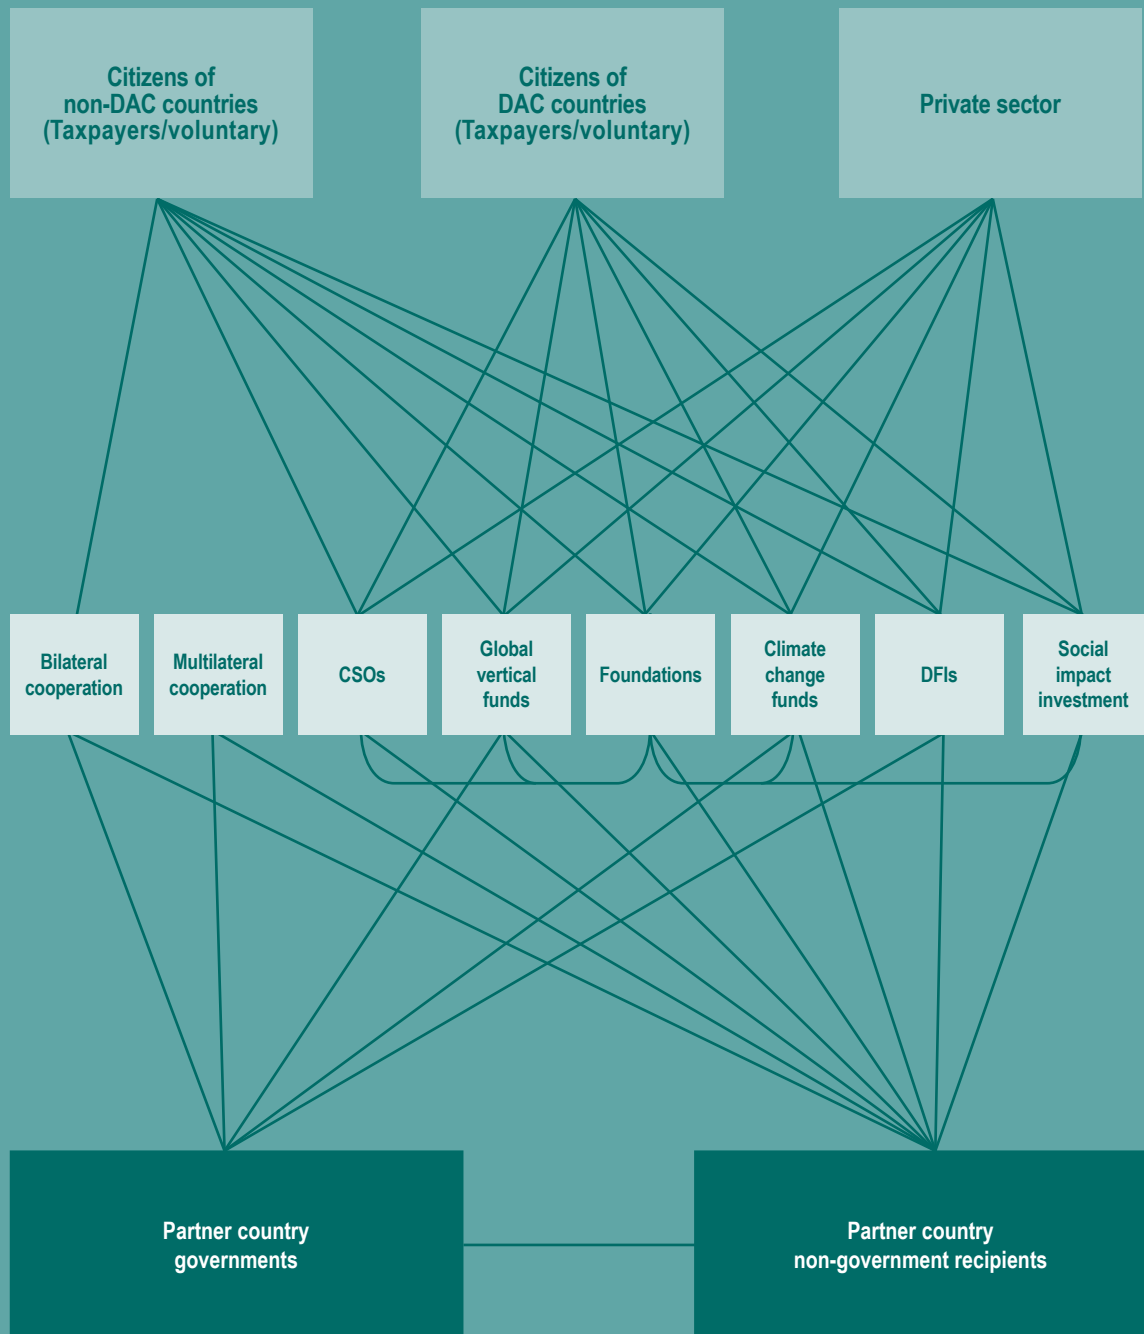 Citizens of
non-DAC countries
(Taxpayers/voluntary)
Citizens of
DAC countries
(Taxpayers/voluntary)
Private sector
Bilateral
cooperation
Multilateral
cooperation
CSOs
Global
vertical
funds
Foundations
Climate
change
funds
DFIs
Social
impact
investment
Partner country
governments
Partner country
non-government recipients